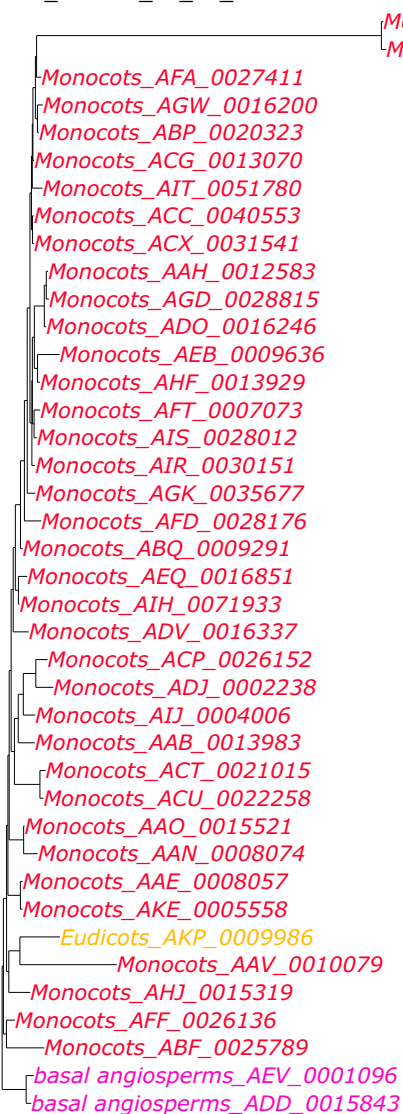 Monocots_AFA_0027411
Monocots_AGW_0016200
Monocots_ABP_0020323
Monocots_ACG_0013070
Monocots_AIT_0051780
Monocots_ACC_0040553
Monocots_ACX_0031541
Monocots_AAH_0012583
Monocots_AGD_0028815
Monocots_ADO_0016246
Monocots_AEB_0009636
Monocots_AHF_0013929
Monocots_AFT_0007073
Monocots_AIS_0028012
Monocots_AIR_0030151
Monocots_AGK_0035677
Monocots_AFD_0028176
Monocots_ABQ_0009291
Monocots_AEQ_0016851
Monocots_AIH_0071933
Monocots_ADV_0016337
Monocots_ACP_0026152
Monocots_ADJ_0002238
Monocots_AIJ_0004006
Monocots_AAB_0013983
Monocots_ACT_0021015
Monocots_ACU_0022258
Monocots_AAO_0015521
Monocots_AAN_0008074
Monocots_AAE_0008057
Monocots_AKE_0005558
Eudicots_AKP_0009986
Monocots_AAV_0010079
Monocots_AHJ_0015319
Monocots_AFF_0026136
Monocots_ABF_0025789
basal angiosperms_AEV_0001096
basal angiosperms_ADD_0015843